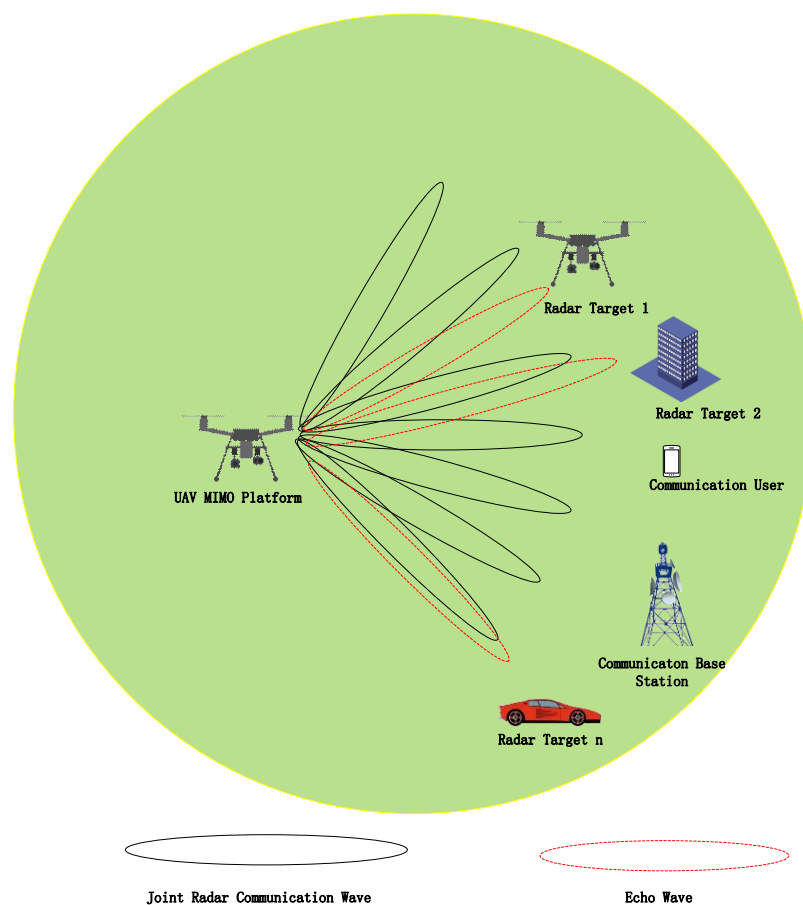 Radar Target 1
Radar Target 2
Communication User
UAV MIMO Platform
Communicaton Base
Station
Radar Target n
Joint Radar Communication Wave
Echo Wave